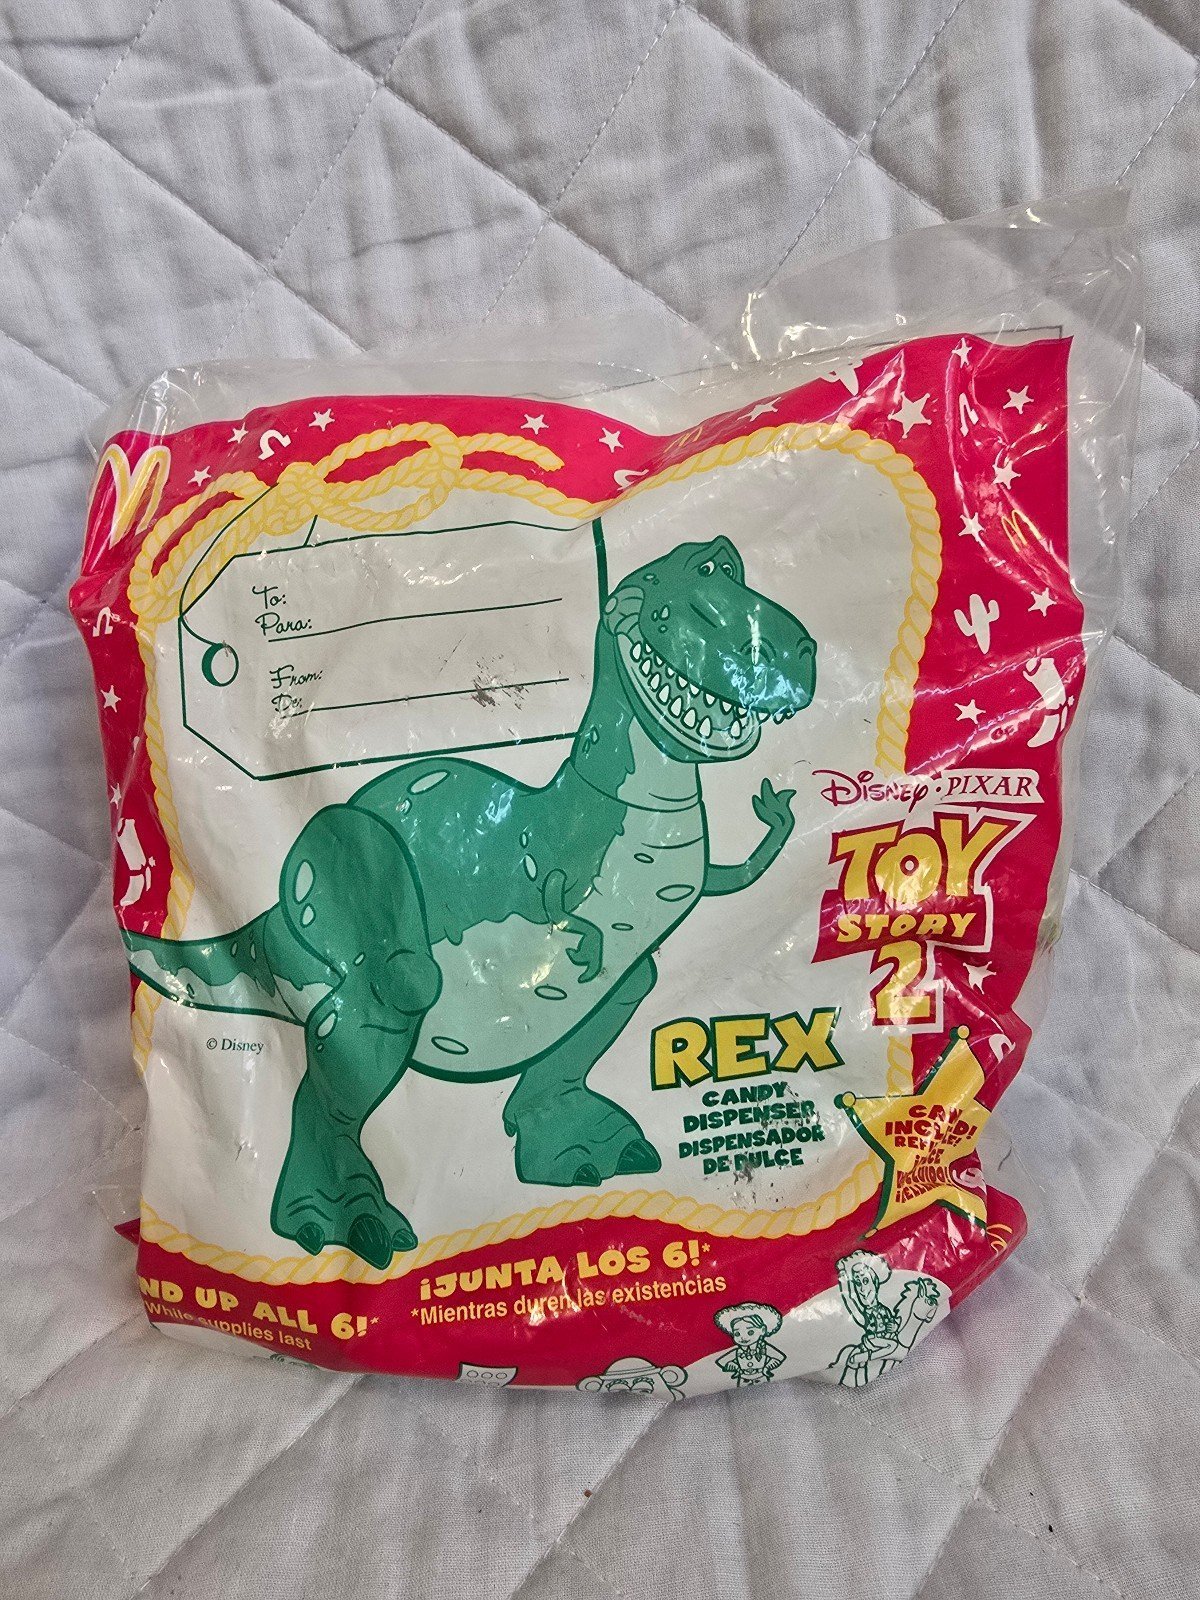 To:
Para:
From:
De:
Disney · PIXAR
TOY
STORY
2
© Disney
REX
CANDY
DISPENSER
DISPENSADOR
DE DULCE
ND UP ALL 6!*
While supplies last
¡JUNTA LOS 6!*
*Mientras duren las existencias